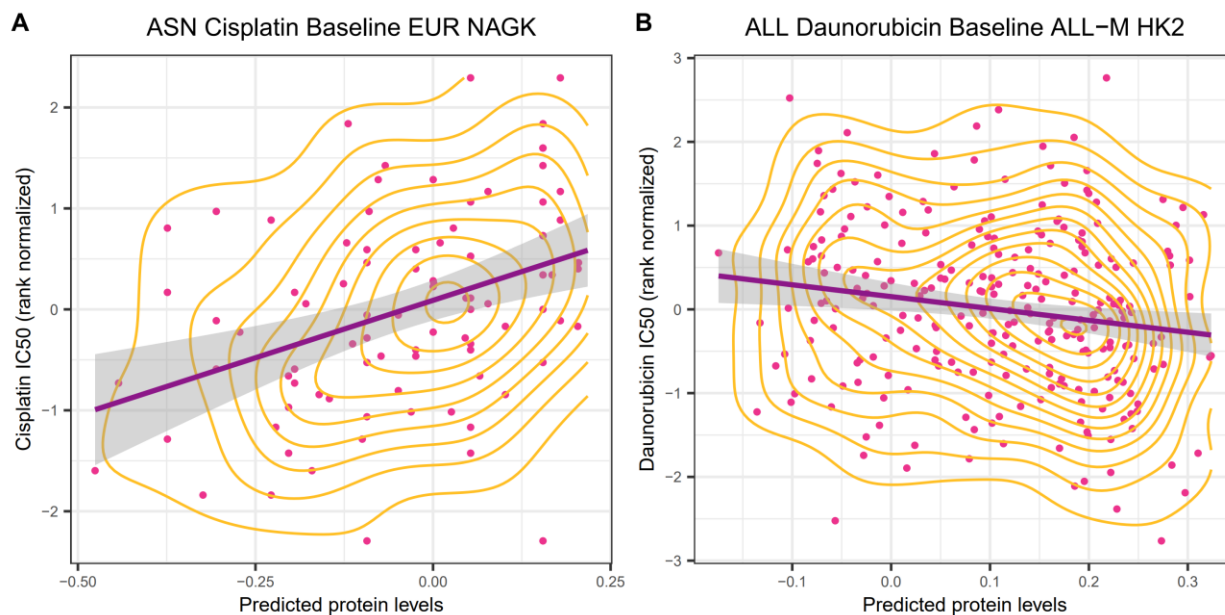 A
ASN Cisplatin Baseline EUR NAGK
Cisplatin IC50 (rank normalized)
2
1
0
−1
−2
−0.50
−0.25
0.00
0.25
Predicted protein levels
B
ALL Daunorubicin Baseline ALL−M HK2
Daunorubicin IC50 (rank normalized)
3
2
1
0
−1
−2
−3
−0.1
0.0
0.1
0.2
0.3
Predicted protein levels